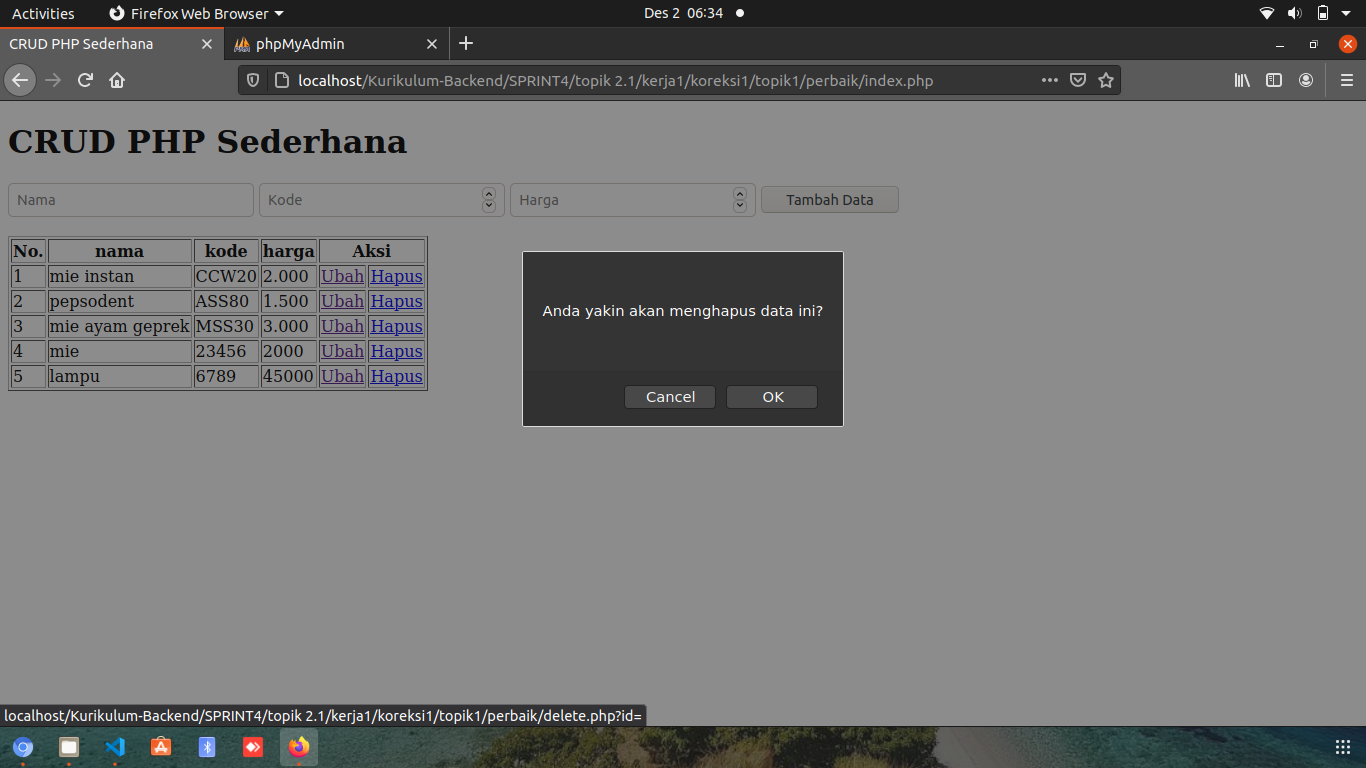 Activities Firefox Web Browser Des 2 06:34
CRUD PHP Sederhana phpMyAdmin
localhost/Kurikulum-Backend/SPRINT4/topik 2.1/kerja1/koreksi1/topik1/perbaik/index.php
CRUD PHP Sederhana
Nama Kode Harga Tambah Data
No. nama kode harga Aksi
1 mie instan CCW20 2.000 Ubah Hapus
2 pepsodent ASS80 1.500 Ubah Hapus
3 mie ayam geprek MSS30 3.000 Ubah Hapus
4 mie 23456 2000 Ubah Hapus
5 lampu 6789 45000 Ubah Hapus
Anda yakin akan menghapus data ini?
Cancel OK
localhost/Kurikulum-Backend/SPRINT4/topik 2.1/kerja1/koreksi1/topik1/perbaik/delete.php?id=